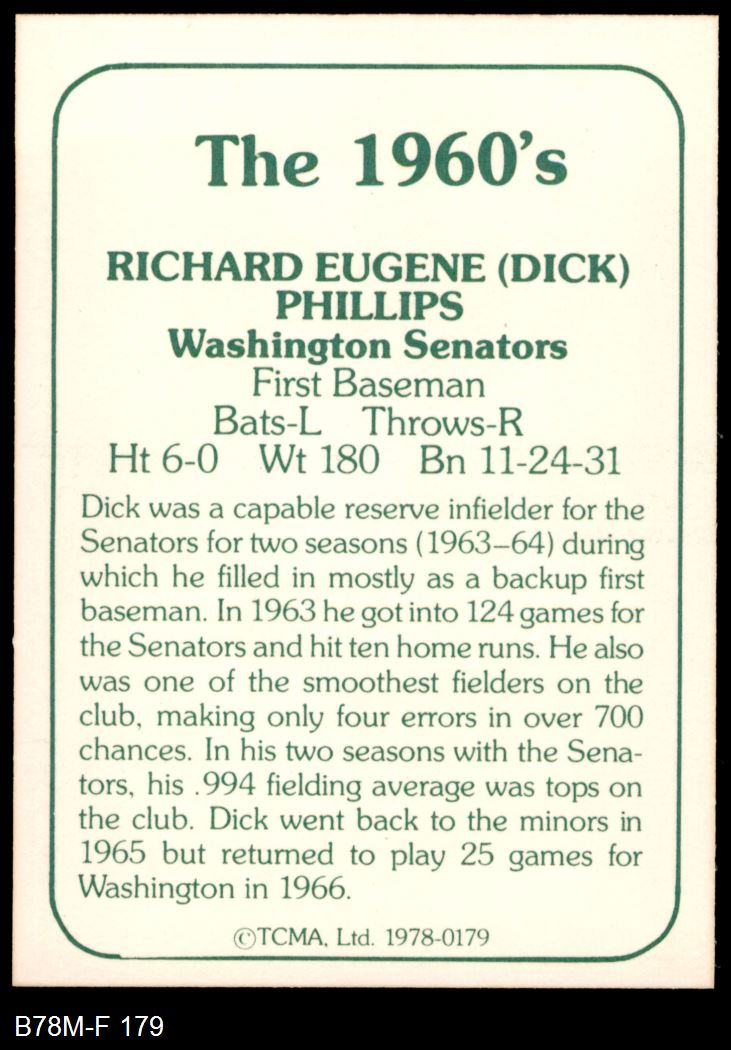 The 1960's
RICHARD EUGENE (DICK)
PHILLIPS
Washington Senators
First Baseman
Bats-L Throws-R
Ht 6-0 Wt 180 Bn 11-24-31
Dick was a capable reserve infielder for the
Senators for two seasons (1963–64) during
which he filled in mostly as a backup first
baseman. In 1963 he got into 124 games for
the Senators and hit ten home runs. He also
was one of the smoothest fielders on the
club, making only four errors in over 700
chances. In his two seasons with the Sena-
tors, his .994 fielding average was tops on
the club. Dick went back to the minors in
1965 but returned to play 25 games for
Washington in 1966.
©TCMA, Ltd. 1978-0179
B78M-F 179